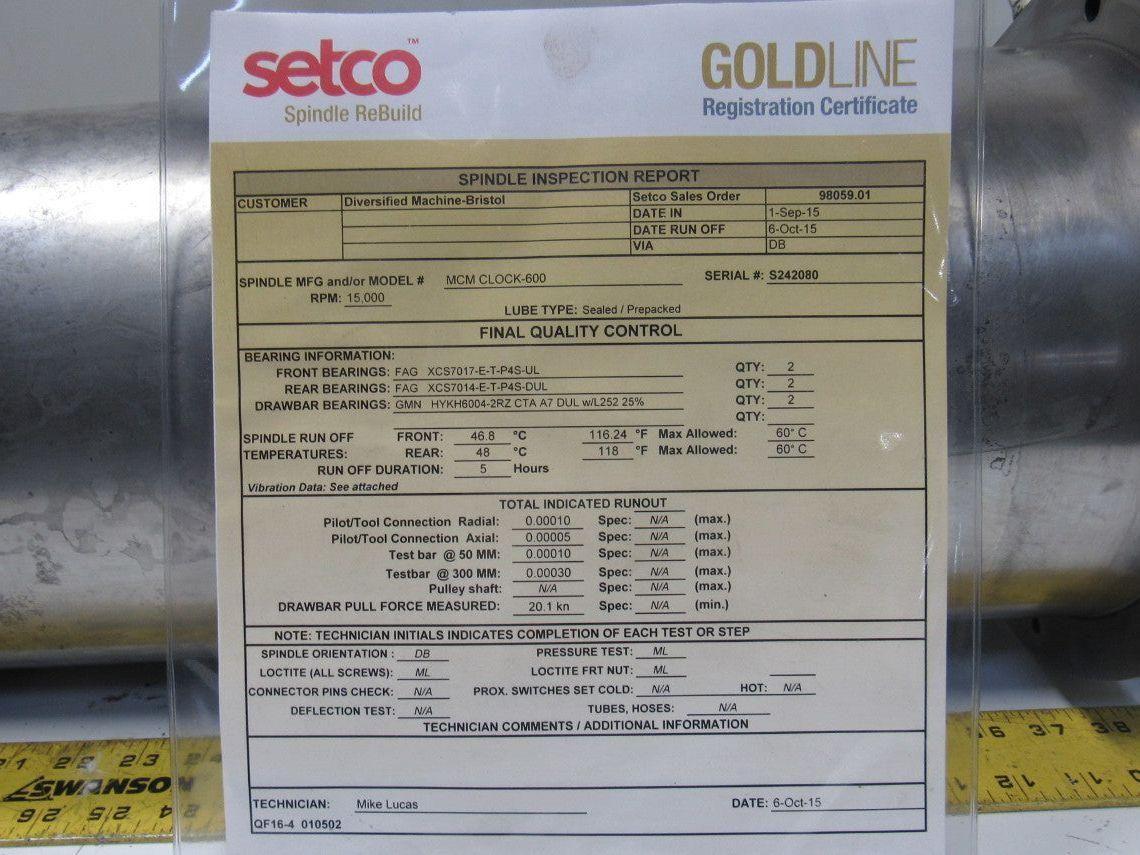 setco™
Spindle ReBuild
GOLDLINE
Registration Certificate
SPINDLE INSPECTION REPORT
CUSTOMER Diversified Machine-Bristol Setco Sales Order 98059.01
DATE IN 1-Sep-15
DATE RUN OFF 6-Oct-15
VIA DB
SPINDLE MFG and/or MODEL # MCM CLOCK-600 SERIAL #: S242080
RPM: 15,000
LUBE TYPE: Sealed / Prepacked
FINAL QUALITY CONTROL
BEARING INFORMATION:
FRONT BEARINGS: FAG XCS7017-E-T-P4S-UL QTY: 2
REAR BEARINGS: FAG XCS7014-E-T-P4S-DUL QTY: 2
DRAWBAR BEARINGS: GMN HYKH6004-2RZ CTA A7 DUL w/L252 25% QTY: 2
QTY:
SPINDLE RUN OFF FRONT: 46.8 °C 116.24 °F Max Allowed: 60° C
TEMPERATURES: REAR: 48 °C 118 °F Max Allowed: 60° C
RUN OFF DURATION: 5 Hours
Vibration Data: See attached
TOTAL INDICATED RUNOUT
Pilot/Tool Connection Radial: 0.00010 Spec: N/A (max.)
Pilot/Tool Connection Axial: 0.00005 Spec: N/A (max.)
Test bar @ 50 MM: 0.00010 Spec: N/A (max.)
Testbar @ 300 MM: 0.00030 Spec: N/A (max.)
Pulley shaft: N/A Spec: N/A (max.)
DRAWBAR PULL FORCE MEASURED: 20.1 kn Spec: N/A (min.)
NOTE: TECHNICIAN INITIALS INDICATES COMPLETION OF EACH TEST OR STEP
SPINDLE ORIENTATION : DB PRESSURE TEST: ML
LOCTITE (ALL SCREWS): ML LOCTITE FRT NUT: ML
CONNECTOR PINS CHECK: N/A PROX. SWITCHES SET COLD: N/A HOT: N/A
DEFLECTION TEST: N/A TUBES, HOSES: N/A
TECHNICIAN COMMENTS / ADDITIONAL INFORMATION
TECHNICIAN: Mike Lucas DATE: 6-Oct-15
QF16-4 010502
21 22 23
SWANSON
26 25
36 37 38